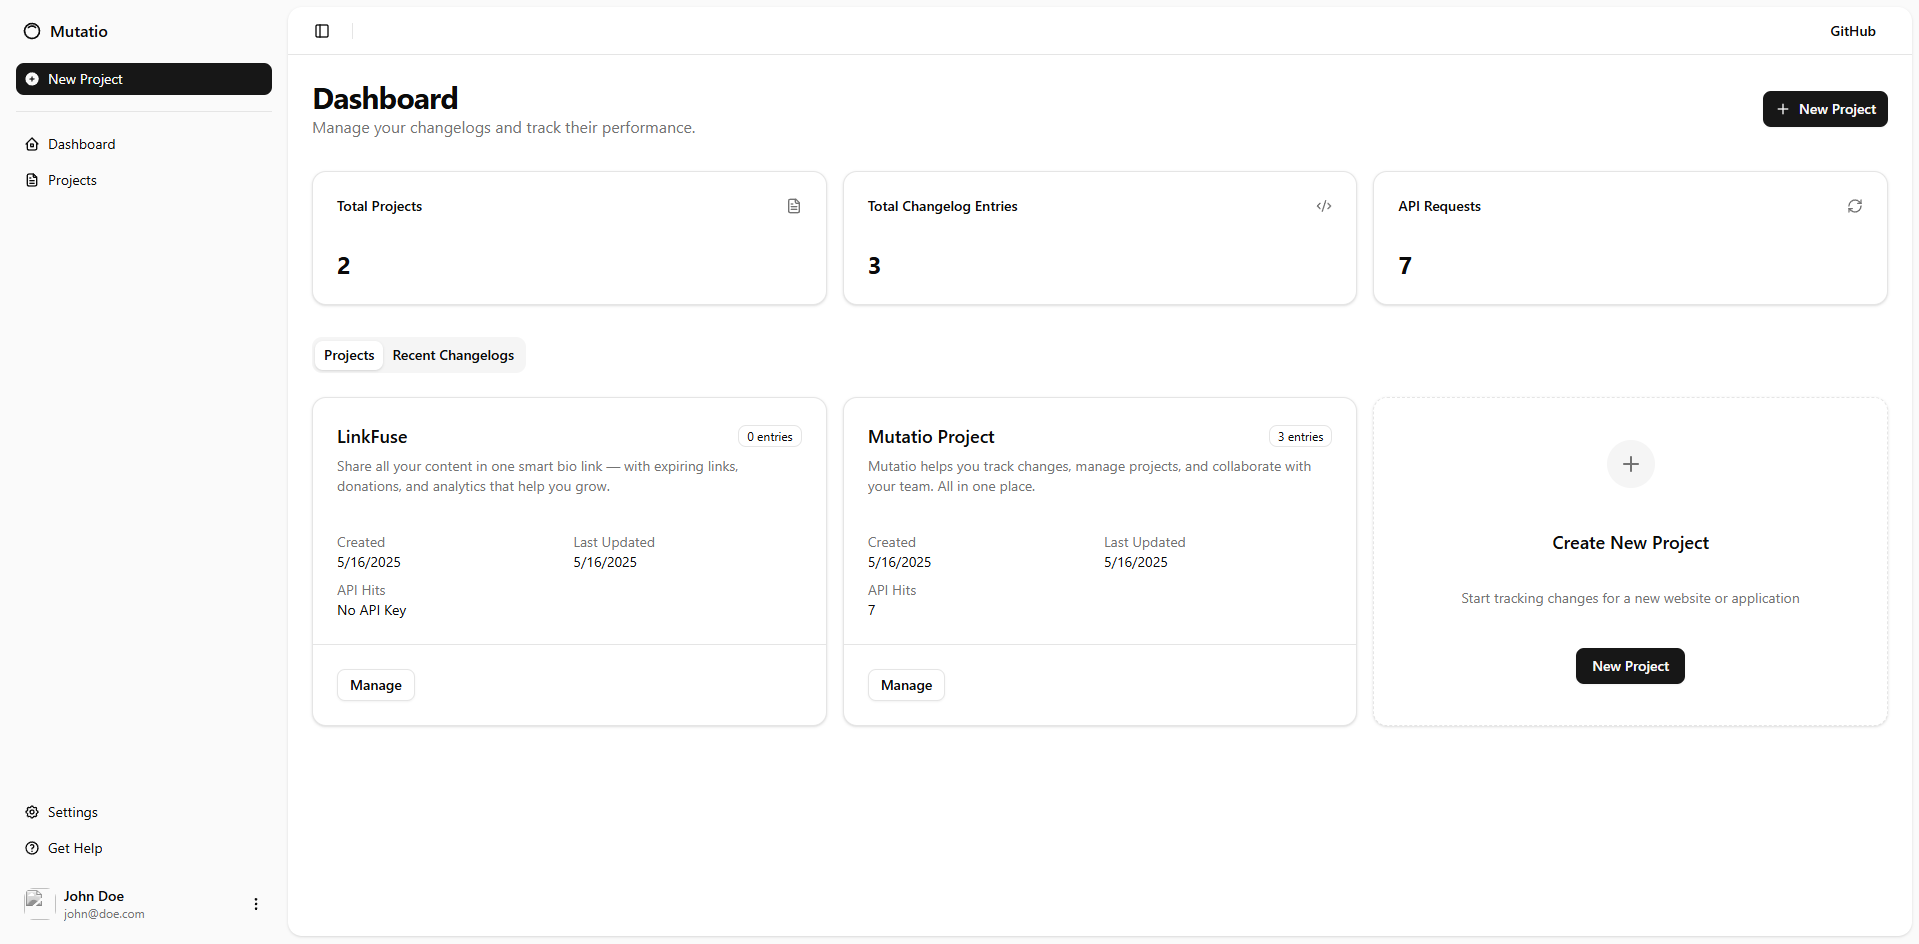 Mutatio
New Project
Dashboard
Projects
Settings
Get Help
John Doe
john@doe.com
GitHub
Dashboard
Manage your changelogs and track their performance.
New Project
Total Projects
2
Total Changelog Entries
3
API Requests
7
Projects
Recent Changelogs
LinkFuse
0 entries
Share all your content in one smart bio link — with expiring links,
donations, and analytics that help you grow.
Created
5/16/2025
Last Updated
5/16/2025
API Hits
No API Key
Manage
Mutatio Project
3 entries
Mutatio helps you track changes, manage projects, and collaborate with
your team. All in one place.
Created
5/16/2025
Last Updated
5/16/2025
API Hits
7
Manage
Create New Project
Start tracking changes for a new website or application
New Project